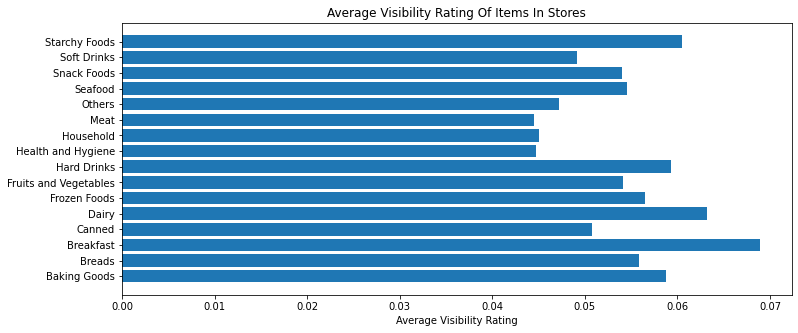 Average Visibility Rating Of Items In Stores
Starchy Foods
Soft Drinks
Snack Foods
Seafood
Others
Meat
Household
Health and Hygiene
Hard Drinks
Fruits and Vegetables
Frozen Foods
Dairy
Canned
Breakfast
Breads
Baking Goods
0.00 0.01 0.02 0.03 0.04 0.05 0.06 0.07
Average Visibility Rating